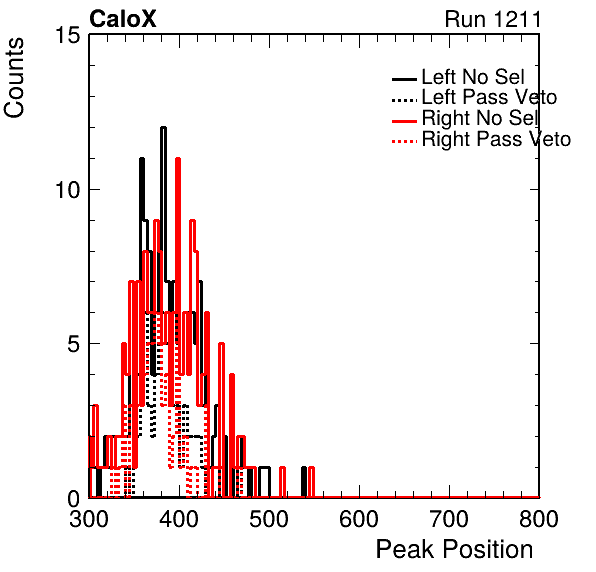 CaloX Run 1211
Counts
15
10
5
0
Left No Sel
Left Pass Veto
Right No Sel
Right Pass Veto
300 400 500 600 700 800
Peak Position